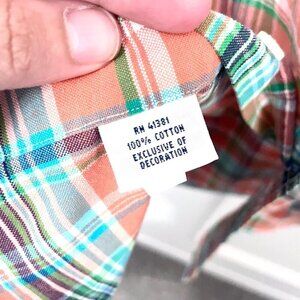 RN 41381
100% COTTON
EXCLUSIVE OF
DECORATION